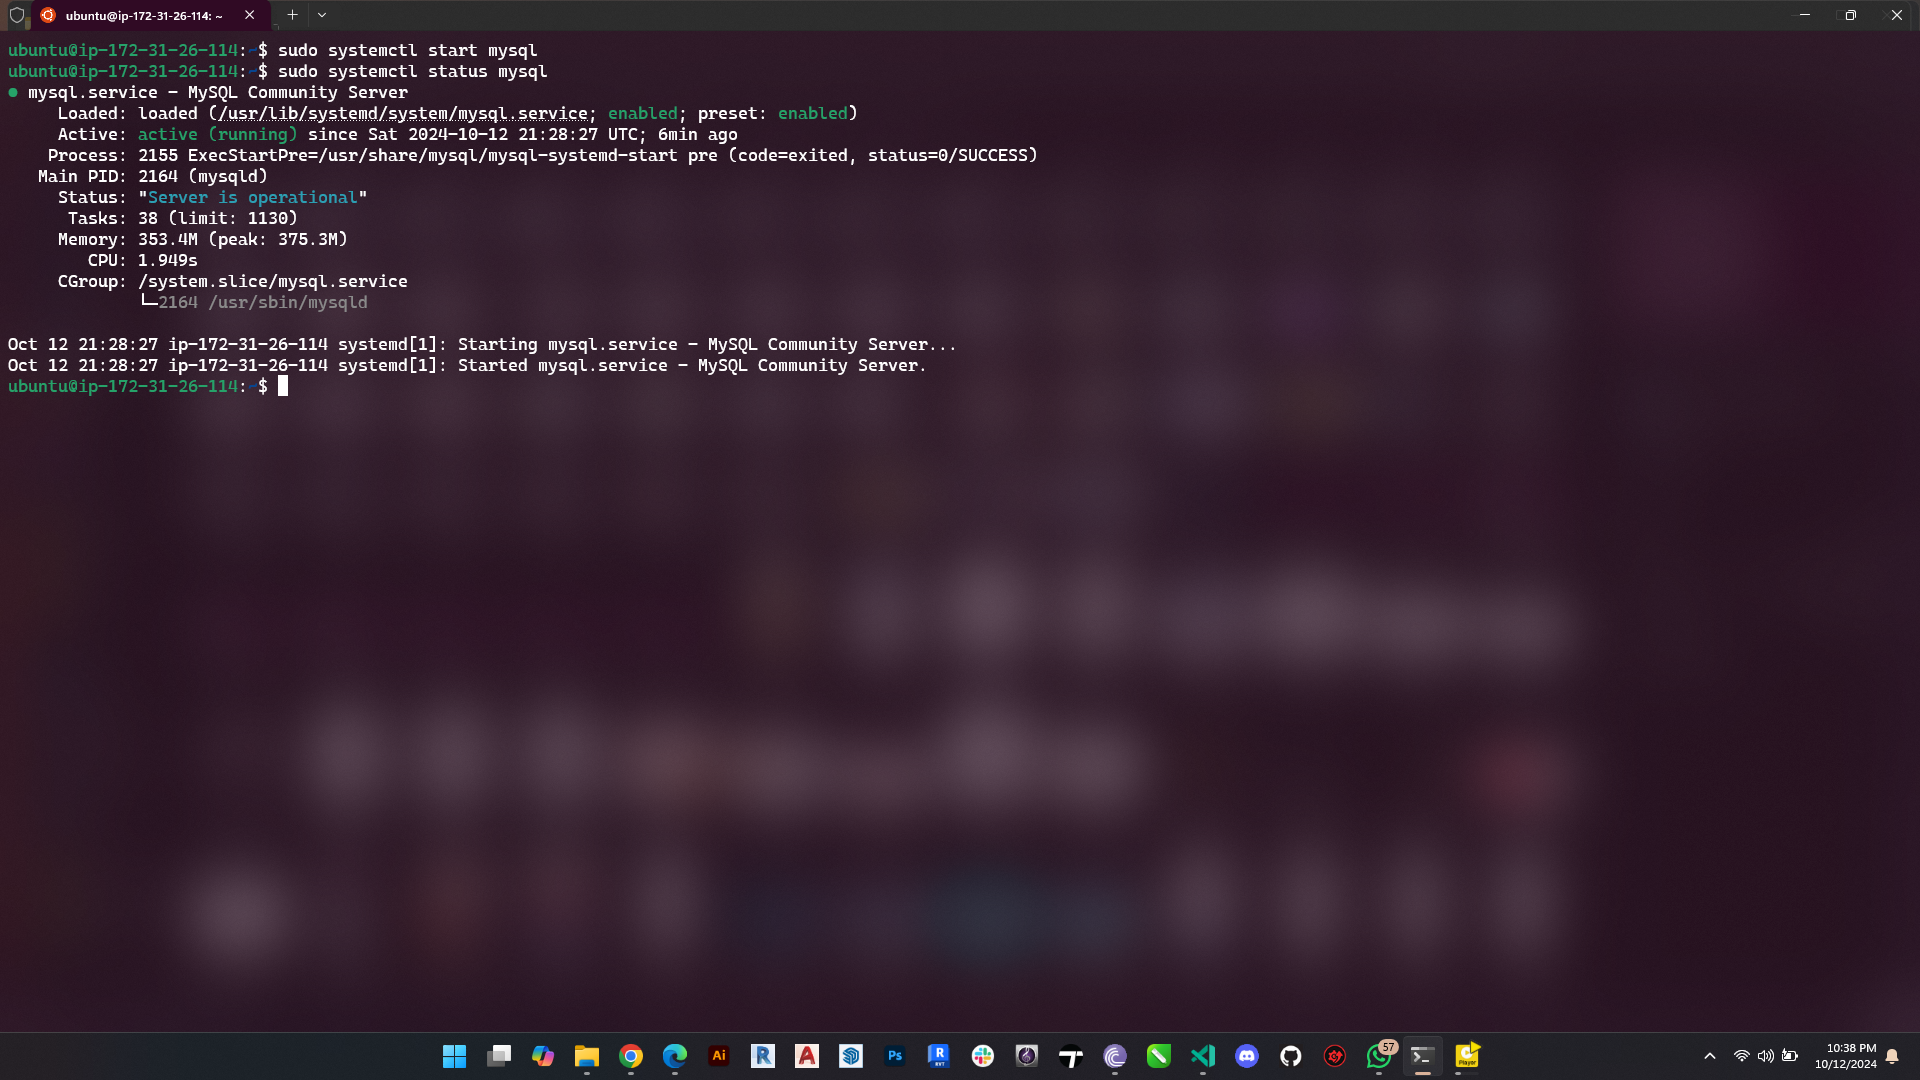 ubuntu@ip-172-31-26-114: ~
ubuntu@ip-172-31-26-114:~$ sudo systemctl start mysql
ubuntu@ip-172-31-26-114:~$ sudo systemctl status mysql
● mysql.service - MySQL Community Server
     Loaded: loaded (/usr/lib/systemd/system/mysql.service; enabled; preset: enabled)
     Active: active (running) since Sat 2024-10-12 21:28:27 UTC; 6min ago
    Process: 2155 ExecStartPre=/usr/share/mysql/mysql-systemd-start pre (code=exited, status=0/SUCCESS)
   Main PID: 2164 (mysqld)
     Status: "Server is operational"
      Tasks: 38 (limit: 1130)
     Memory: 353.4M (peak: 375.3M)
        CPU: 1.949s
     CGroup: /system.slice/mysql.service
             └─2164 /usr/sbin/mysqld
Oct 12 21:28:27 ip-172-31-26-114 systemd[1]: Starting mysql.service - MySQL Community Server...
Oct 12 21:28:27 ip-172-31-26-114 systemd[1]: Started mysql.service - MySQL Community Server.
ubuntu@ip-172-31-26-114:~$
Ai
R
A
Ps
R
RVT
57
Player
10:38 PM
10/12/2024